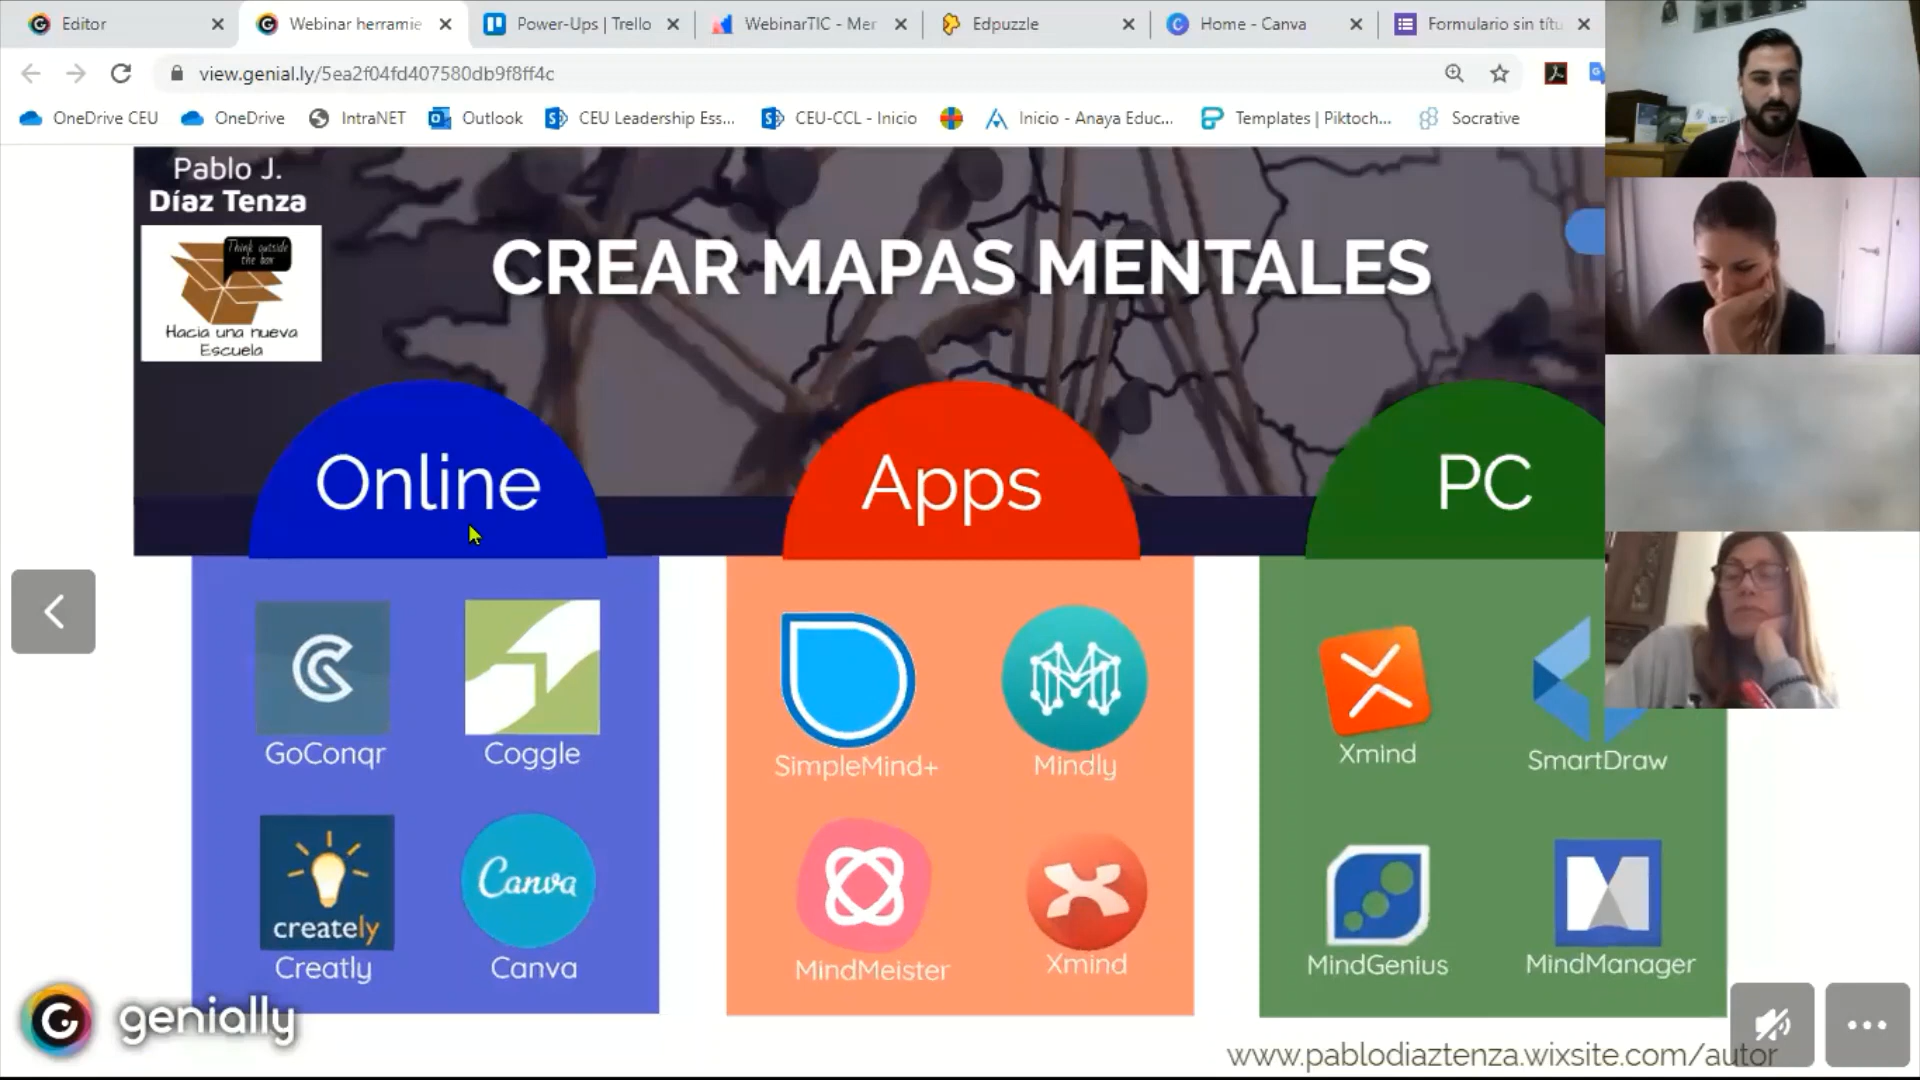 Editor
Webinar herramie
Power-Ups | Trello
WebinarTIC - Mer
Edpuzzle
Home - Canva
Formulario sin títu
view.genial.ly/5ea2f04fd407580db9f8ff4c
OneDrive CEU
OneDrive
IntraNET
Outlook
CEU Leadership Ess...
CEU-CCL - Inicio
Inicio - Anaya Educ...
Templates | Piktoch...
Socrative
Pablo J.
Díaz Tenza
Think outside
the box
Hacia una nueva
Escuela
CREAR MAPAS MENTALES
Online
Apps
PC
GoConqr
Coggle
SimpleMind+
Mindly
Xmind
SmartDraw
creately
Canva
Creatly
Canva
MindMeister
Xmind
MindGenius
MindManager
genially
www.pablodiaztenza.wixsite.com/autor